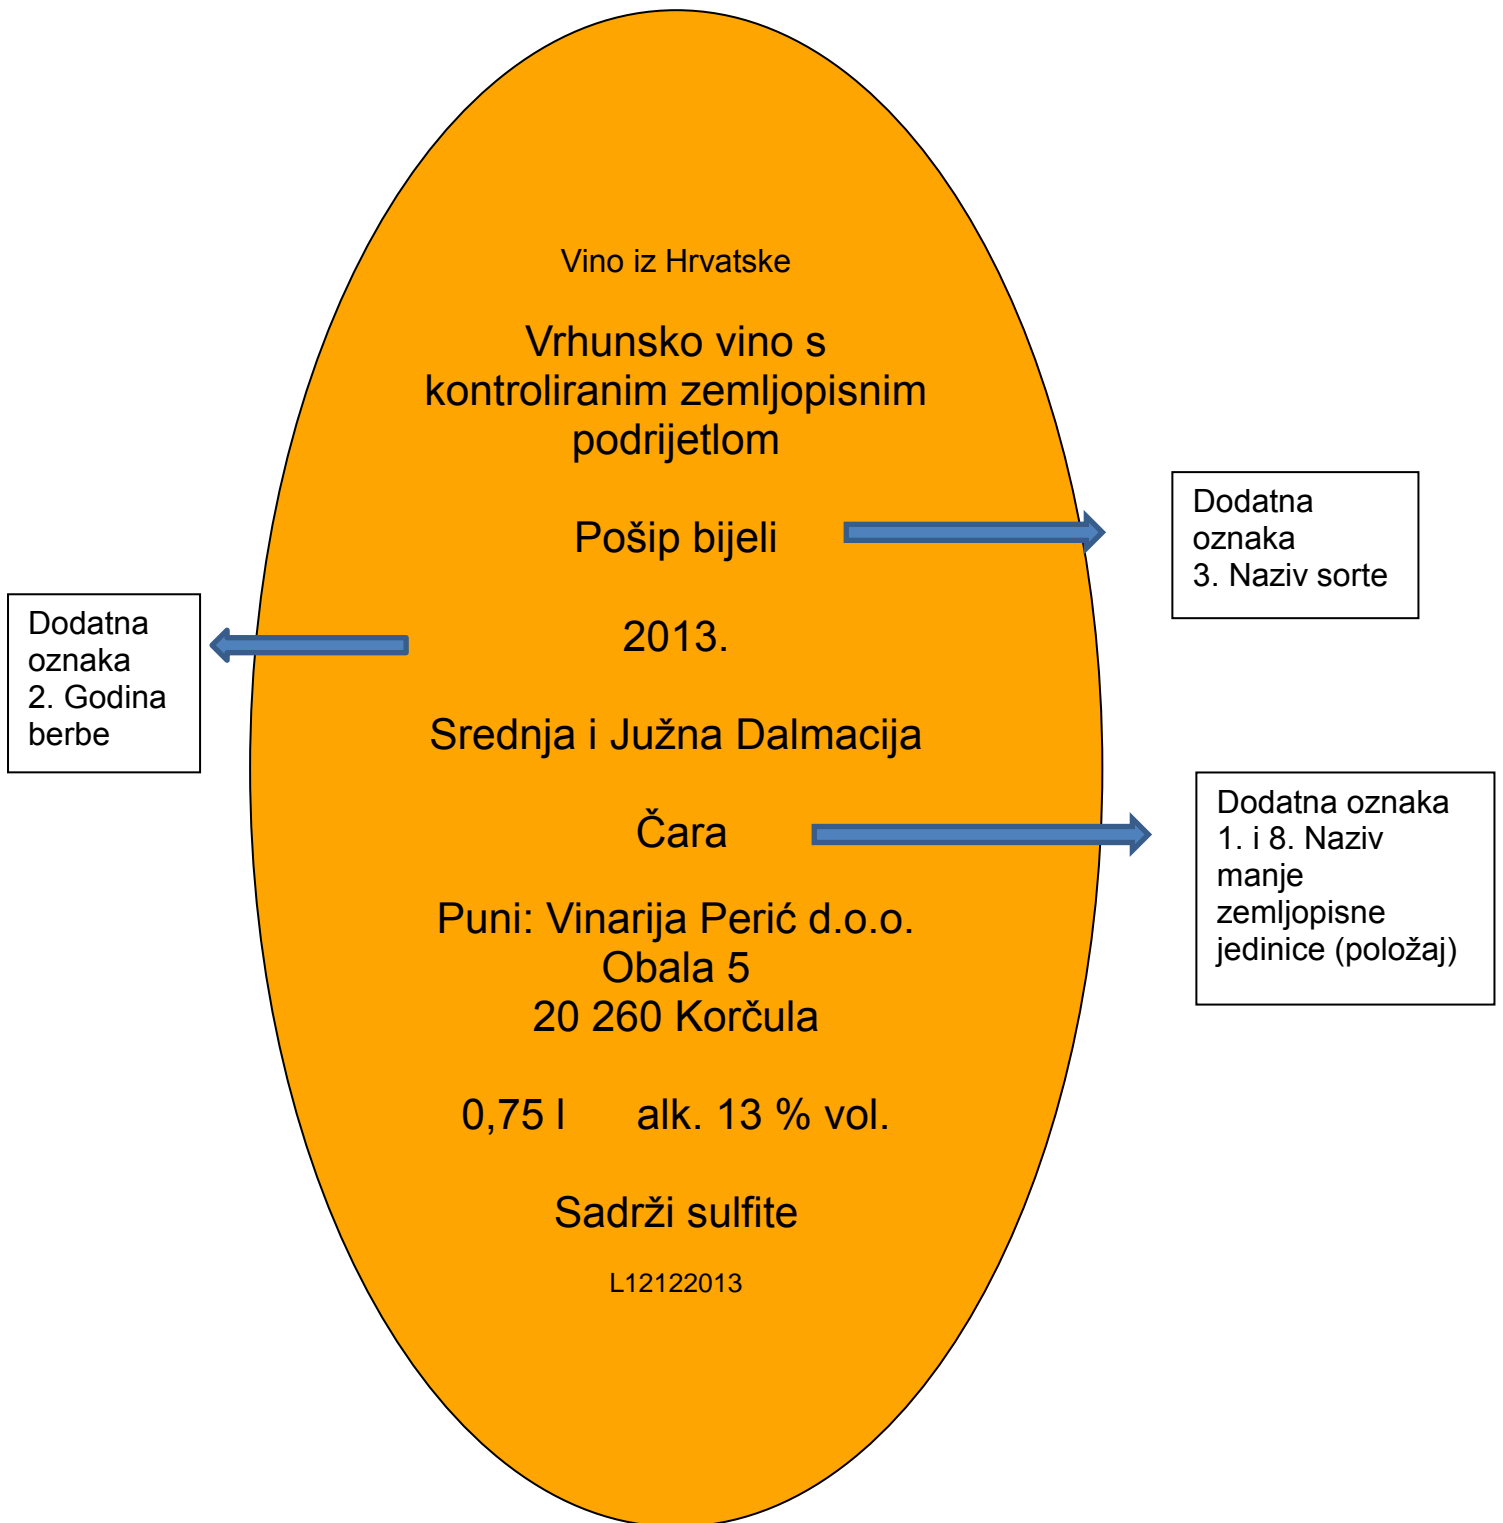 Vino iz Hrvatske
Vrhunsko vino s
kontroliranim zemljopisnim
podrijetlom
Pošip bijeli
Dodatna
oznaka
3. Naziv sorte
2013.
Dodatna
oznaka
2. Godina
berbe
Srednja i Južna Dalmacija
Čara
Dodatna oznaka
1. i 8. Naziv
manje
zemljopisne
jedinice (položaj)
Puni: Vinarija Perić d.o.o.
Obala 5
20 260 Korčula
0,75 l alk. 13 % vol.
Sadrži sulfite
L12122013